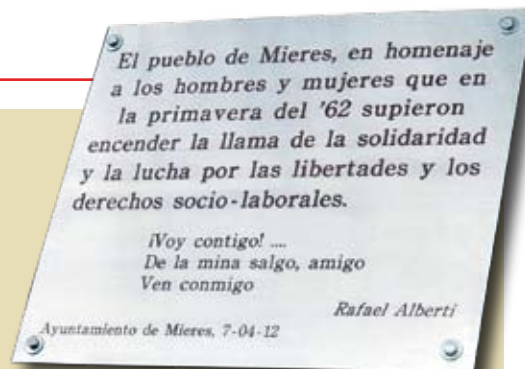 El pueblo de Mieres, en homenaje
a los hombres y mujeres que en
la primavera del '62 supieron
encender la llama de la solidaridad
y la lucha por las libertades y los
derechos socio-laborales.
¡Voy contigo! ....
De la mina salgo, amigo
Ven conmigo
Rafael Alberti
Ayuntamiento de Mieres, 7-04-12